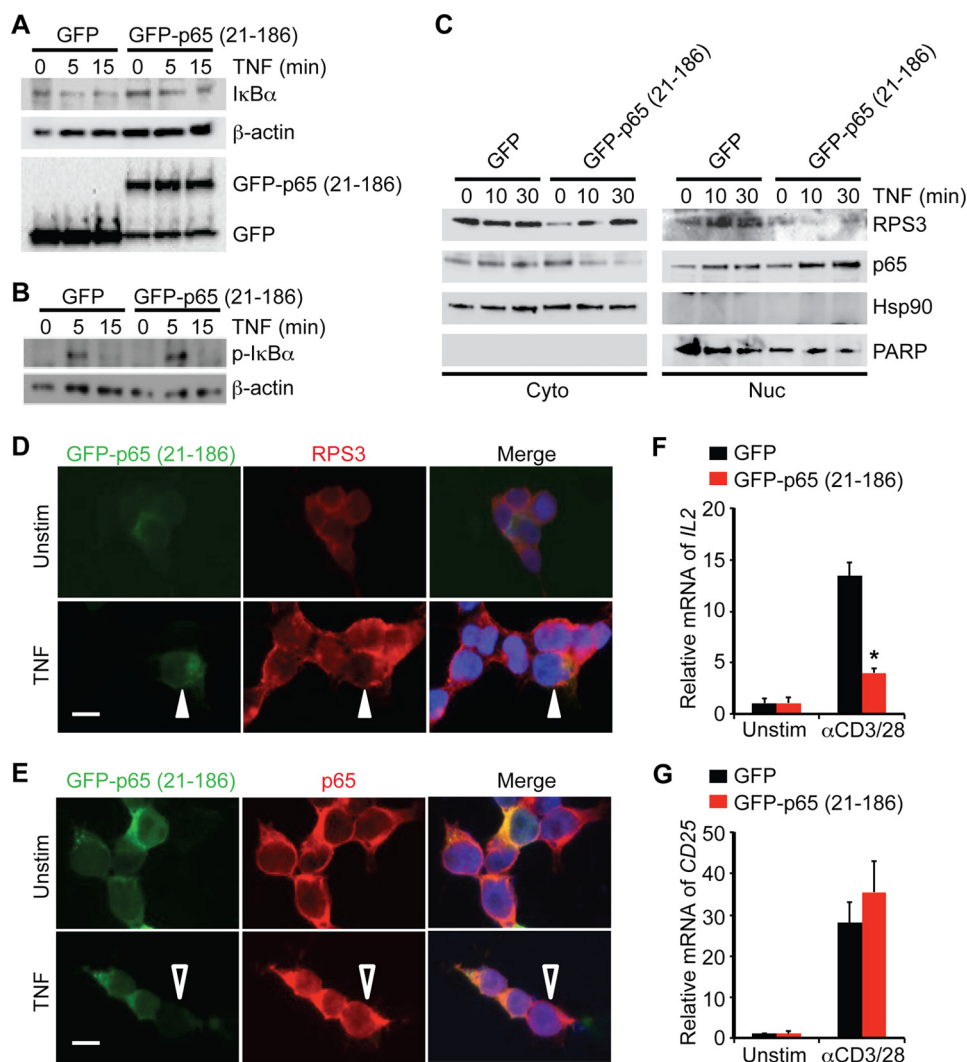 A
GFP GFP-p65 (21-186)
0 5 15 0 5 15 TNF (min)
IκBα
β-actin
GFP-p65 (21-186)
GFP
B
GFP GFP-p65 (21-186)
0 5 15 0 5 15 TNF (min)
p-IκBα
β-actin
C
GFP GFP-p65 (21-186) GFP GFP-p65 (21-186)
0 10 30 0 10 30 0 10 30 0 10 30 TNF (min)
RPS3
p65
Hsp90
PARP
Cyto Nuc
D
GFP-p65 (21-186) RPS3 Merge
Unstim
TNF
E
GFP-p65 (21-186) p65 Merge
Unstim
TNF
F
GFP
GFP-p65 (21-186)
Relative mRNA of IL2
20
15
10
5
0
*
Unstim αCD3/28
G
GFP
GFP-p65 (21-186)
Relative mRNA of CD25
50
40
30
20
10
0
Unstim αCD3/28